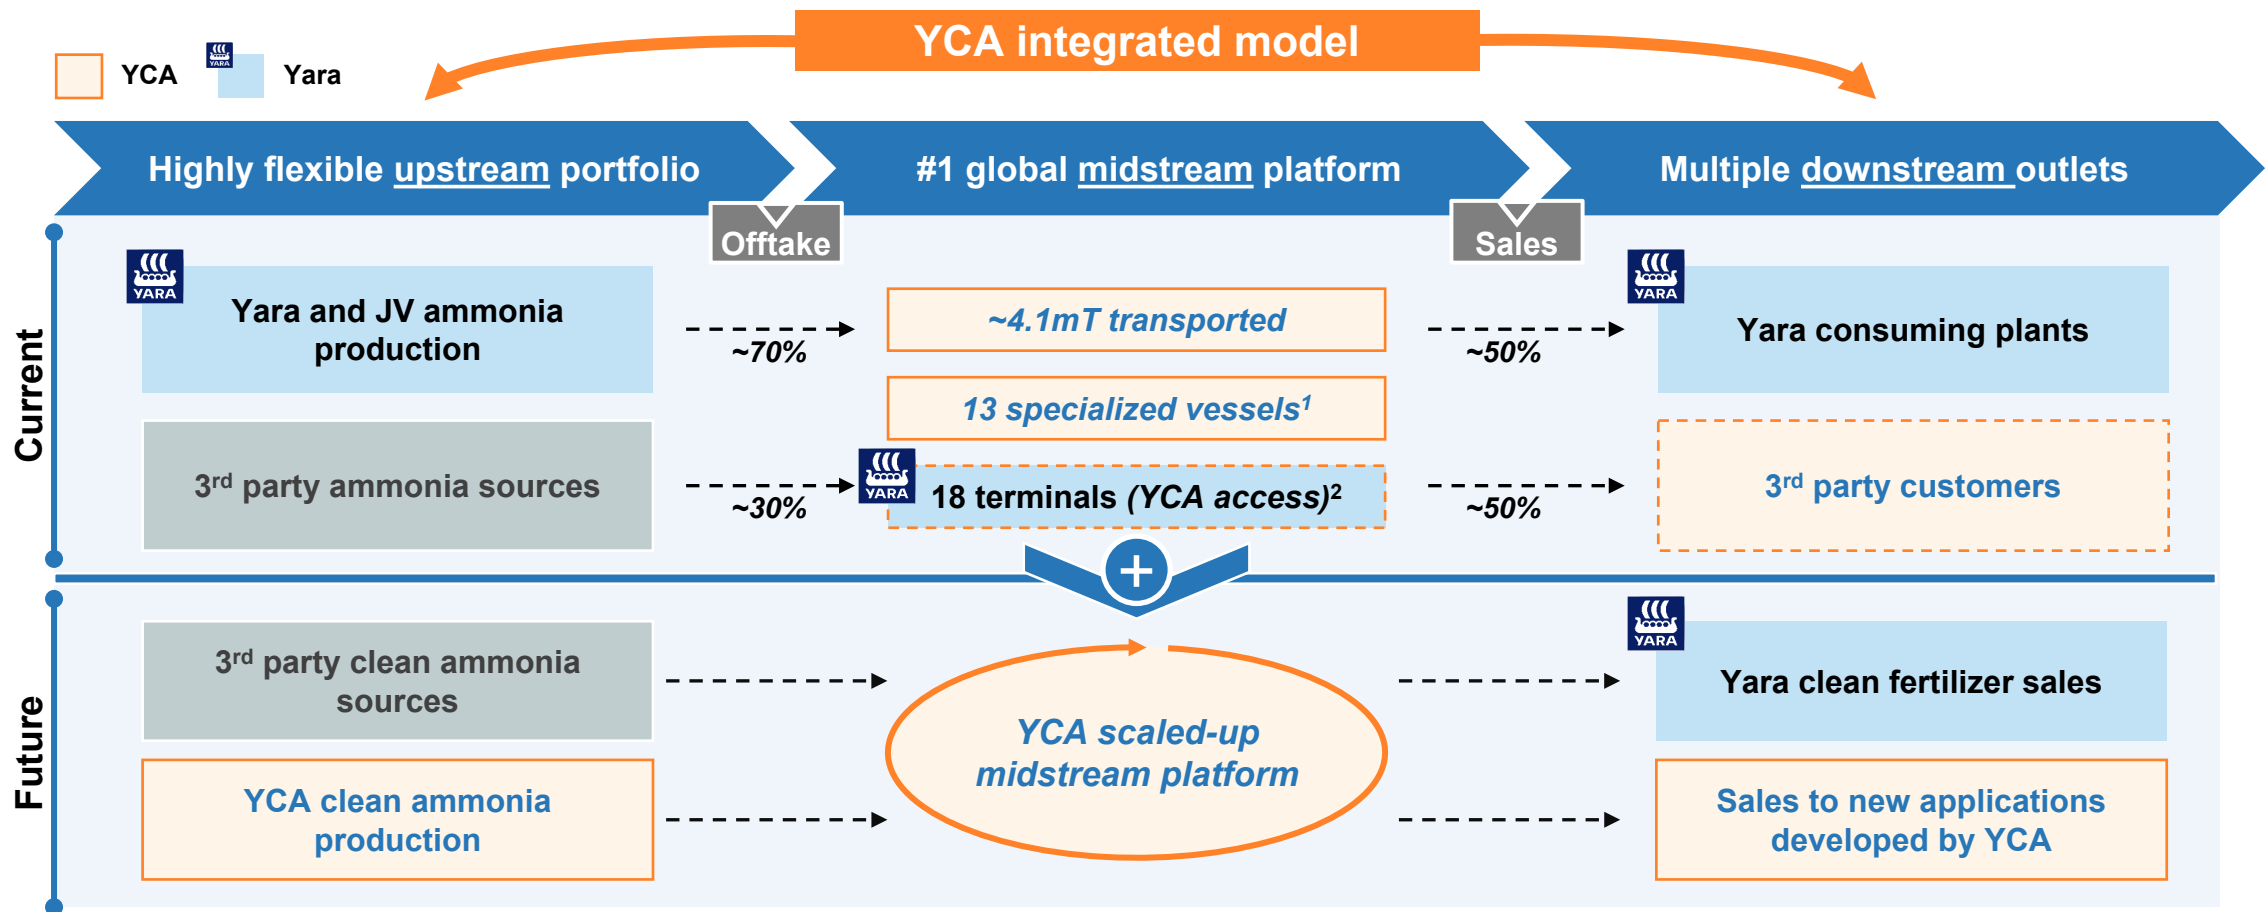 YCA integrated model
YCA
YARA
Yara
Highly flexible upstream portfolio
#1 global midstream platform
Multiple downstream outlets
Offtake
Sales
Current
YARA
Yara and JV ammonia
production
~70%
~4.1mT transported
~50%
YARA
Yara consuming plants
13 specialized vessels¹
3rd party ammonia sources
~30%
YARA
18 terminals (YCA access)²
~50%
3rd party customers
+
Future
3rd party clean ammonia
sources
YCA scaled-up
midstream platform
YARA
Yara clean fertilizer sales
YCA clean ammonia
production
Sales to new applications
developed by YCA